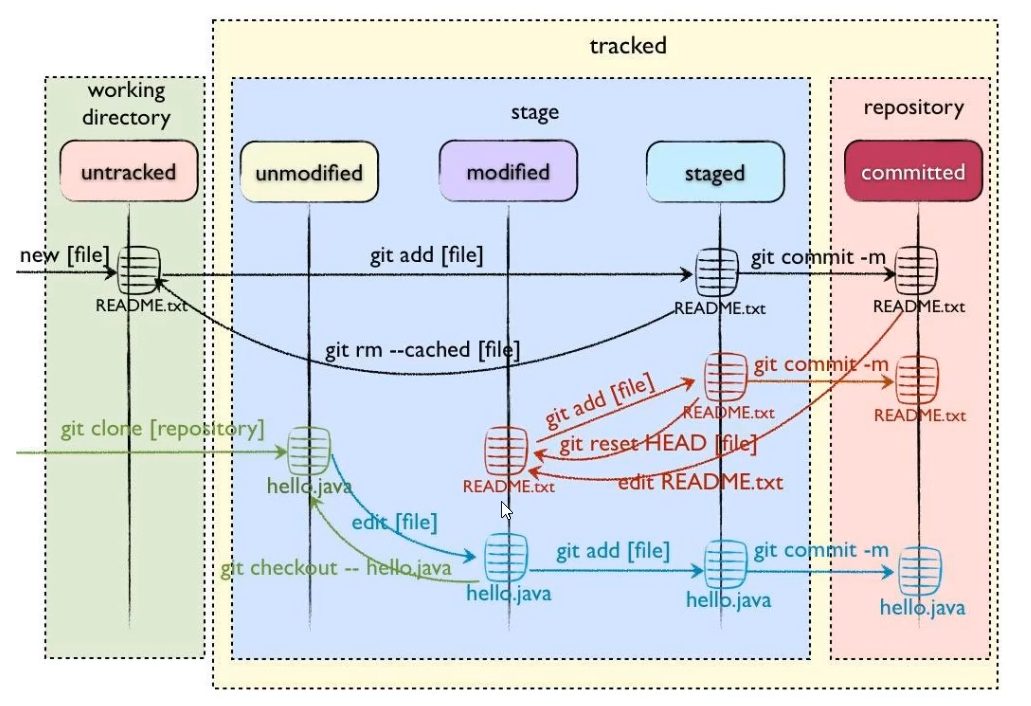 tracked
working
directory
stage
repository
untracked
unmodified
modified
staged
committed
new [file]
git add [file]
git commit -m
README.txt
README.txt
README.txt
git rm --cached [file]
git add [file]
git commit -m
README.txt
README.txt
git clone [repository]
git reset HEAD [file]
hello.java
README.txt
edit README.txt
edit [file]
git add [file]
git commit -m
git checkout -- hello.java
hello.java
hello.java
hello.java